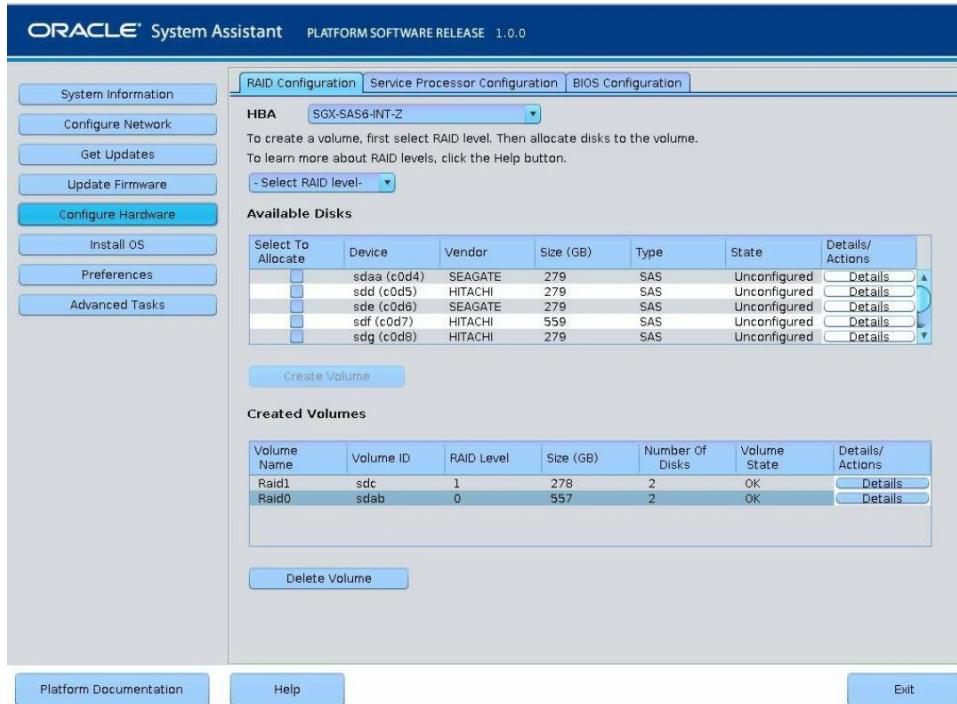 ORACLE System Assistant PLATFORM SOFTWARE RELEASE 1.0.0
System Information
Configure Network
Get Updates
Update Firmware
Configure Hardware
Install OS
Preferences
Advanced Tasks
RAID Configuration Service Processor Configuration BIOS Configuration
HBA SGX-SAS6-INT-Z
To create a volume, first select RAID level. Then allocate disks to the volume.
To learn more about RAID levels, click the Help button.
- Select RAID level-
Available Disks
Select To Allocate Device Vendor Size (GB) Type State Details/ Actions
sdaa (c0d4) SEAGATE 279 SAS Unconfigured Details
sdd (c0d5) HITACHI 279 SAS Unconfigured Details
sde (c0d6) SEAGATE 279 SAS Unconfigured Details
sdf (c0d7) HITACHI 559 SAS Unconfigured Details
sdg (c0d8) HITACHI 279 SAS Unconfigured Details
Create Volume
Created Volumes
Volume Name Volume ID RAID Level Size (GB) Number Of Disks Volume State Details/ Actions
Raid1 sdc 1 278 2 OK Details
Raid0 sdab 0 557 2 OK Details
Delete Volume
Platform Documentation Help Exit